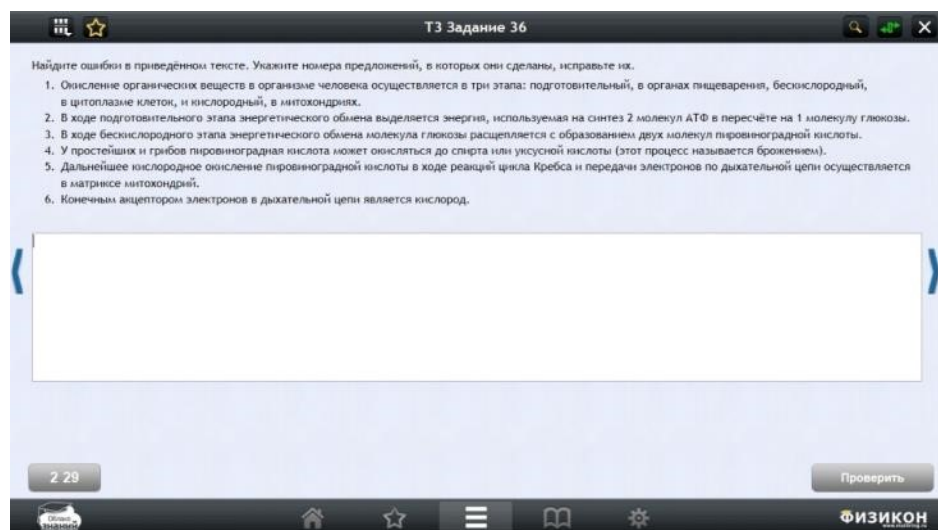 Т3 Задание 36
Найдите ошибки в приведённом тексте. Укажите номера предложений, в которых они сделаны, исправьте их.
1. Окисление органических веществ в организме человека осуществляется в три этапа: подготовительный, в органах пищеварения, бескислородный,
в цитоплазме клеток, и кислородный, в митохондриях.
2. В ходе подготовительного этапа энергетического обмена выделяется энергия, используемая на синтез 2 молекул АТФ в пересчёте на 1 молекулу глюкозы.
3. В ходе бескислородного этапа энергетического обмена молекула глюкозы расщепляется с образованием двух молекул пировиноградной кислоты.
4. У простейших и грибов пировиноградная кислота может окисляться до спирта или уксусной кислоты (этот процесс называется брожением).
5. Дальнейшее кислородное окисление пировиноградной кислоты в ходе реакций цикла Кребса и передачи электронов по дыхательной цепи осуществляется
в матриксе митохондрий.
6. Конечным акцептором электронов в дыхательной цепи является кислород.
2 29
Проверить
Облако
знаний
ФИЗИКОН